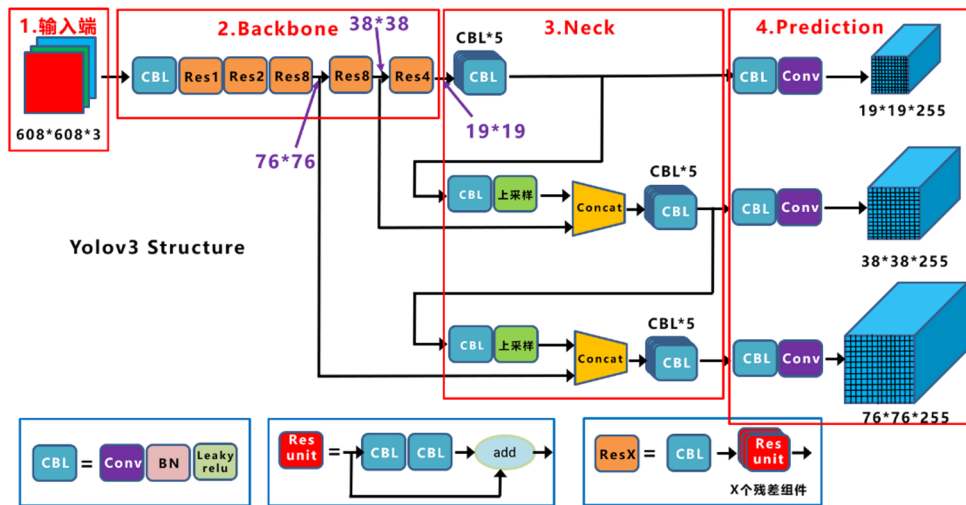 1.输入端
608*608*3
2.Backbone
CBL
Res1
Res2
Res8
Res8
Res4
38*38
76*76
19*19
3.Neck
CBL*5
CBL
CBL
上采样
Concat
CBL*5
CBL
CBL
上采样
Concat
CBL*5
CBL
4.Prediction
CBL
Conv
19*19*255
CBL
Conv
38*38*255
CBL
Conv
76*76*255
Yolov3 Structure
CBL
=
Conv
BN
Leaky
relu
Res
unit
=
CBL
CBL
add
ResX
=
CBL
Res
unit
X个残差组件